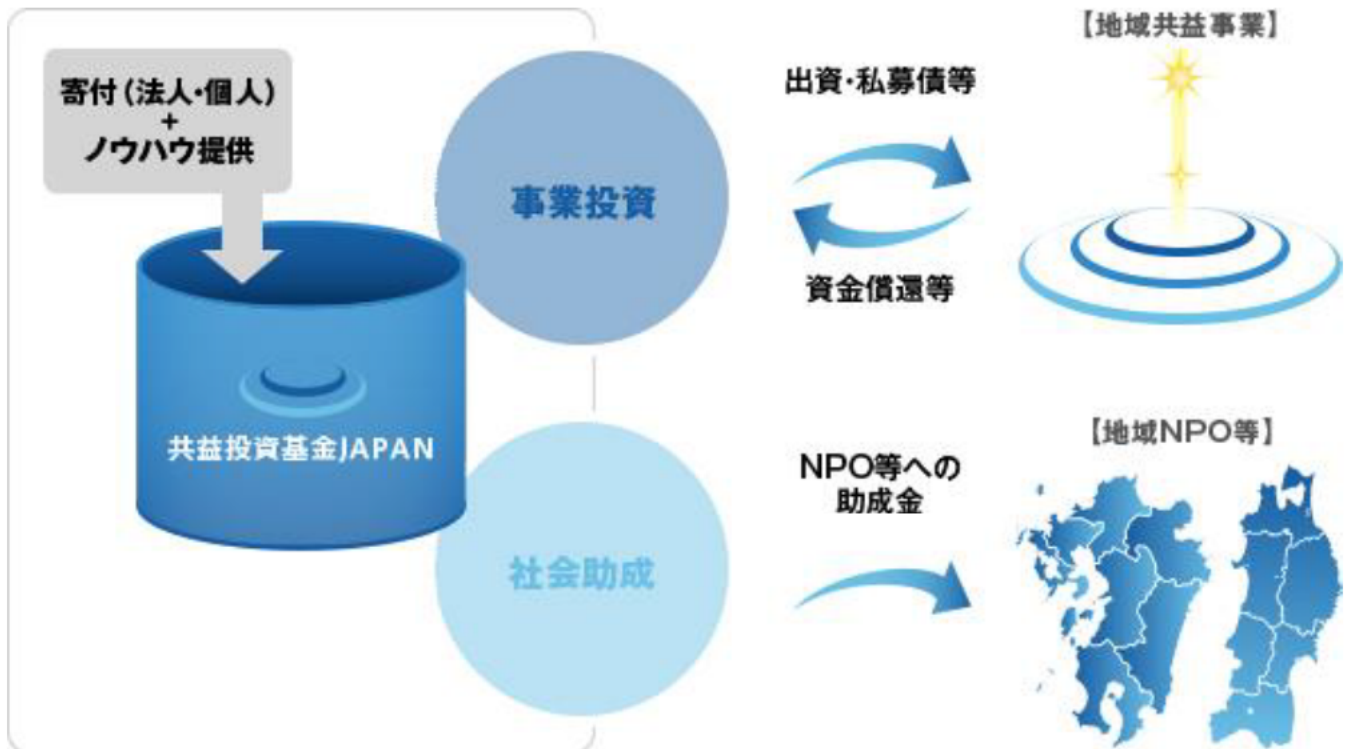 寄付(法人・個人)
+
ノウハウ提供
共益投資基金JAPAN
事業投資
社会助成
出資・私募債等
資金償還等
【地域共益事業】
NPO等への
助成金
【地域NPO等】